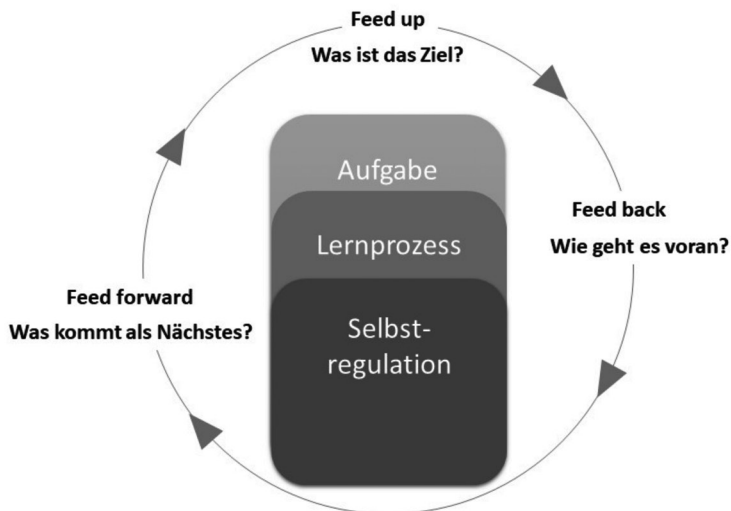 Feed up
Was ist das Ziel?
Aufgabe
Feed back
Wie geht es voran?
Lernprozess
Feed forward
Was kommt als Nächstes?
Selbst-
regulation